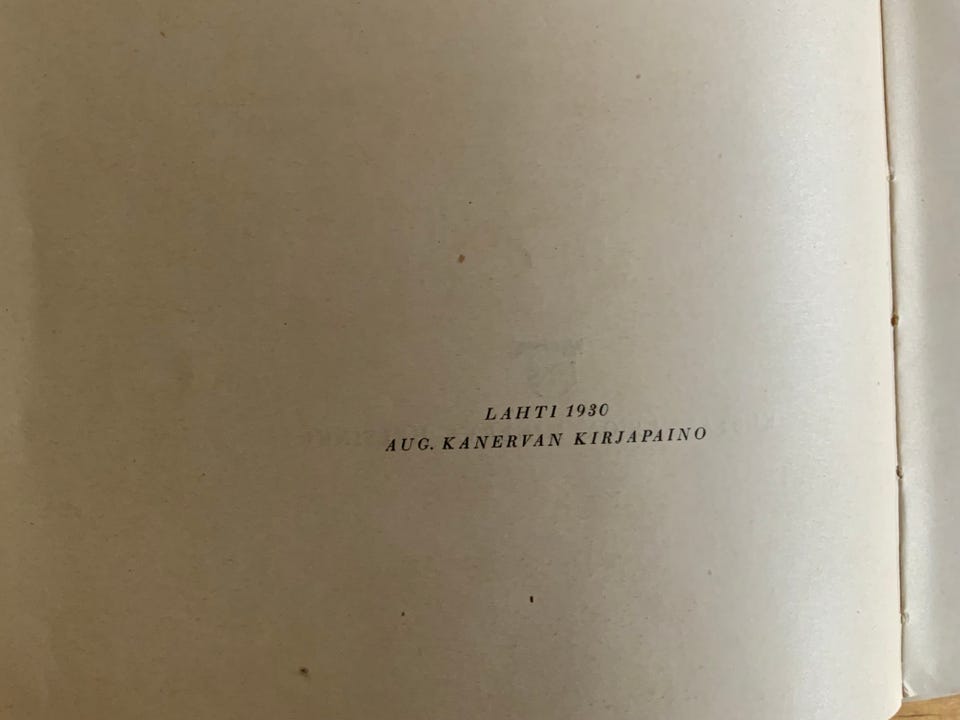 LAHTI 1930
AUG. KANERVAN KIRJAPAINO